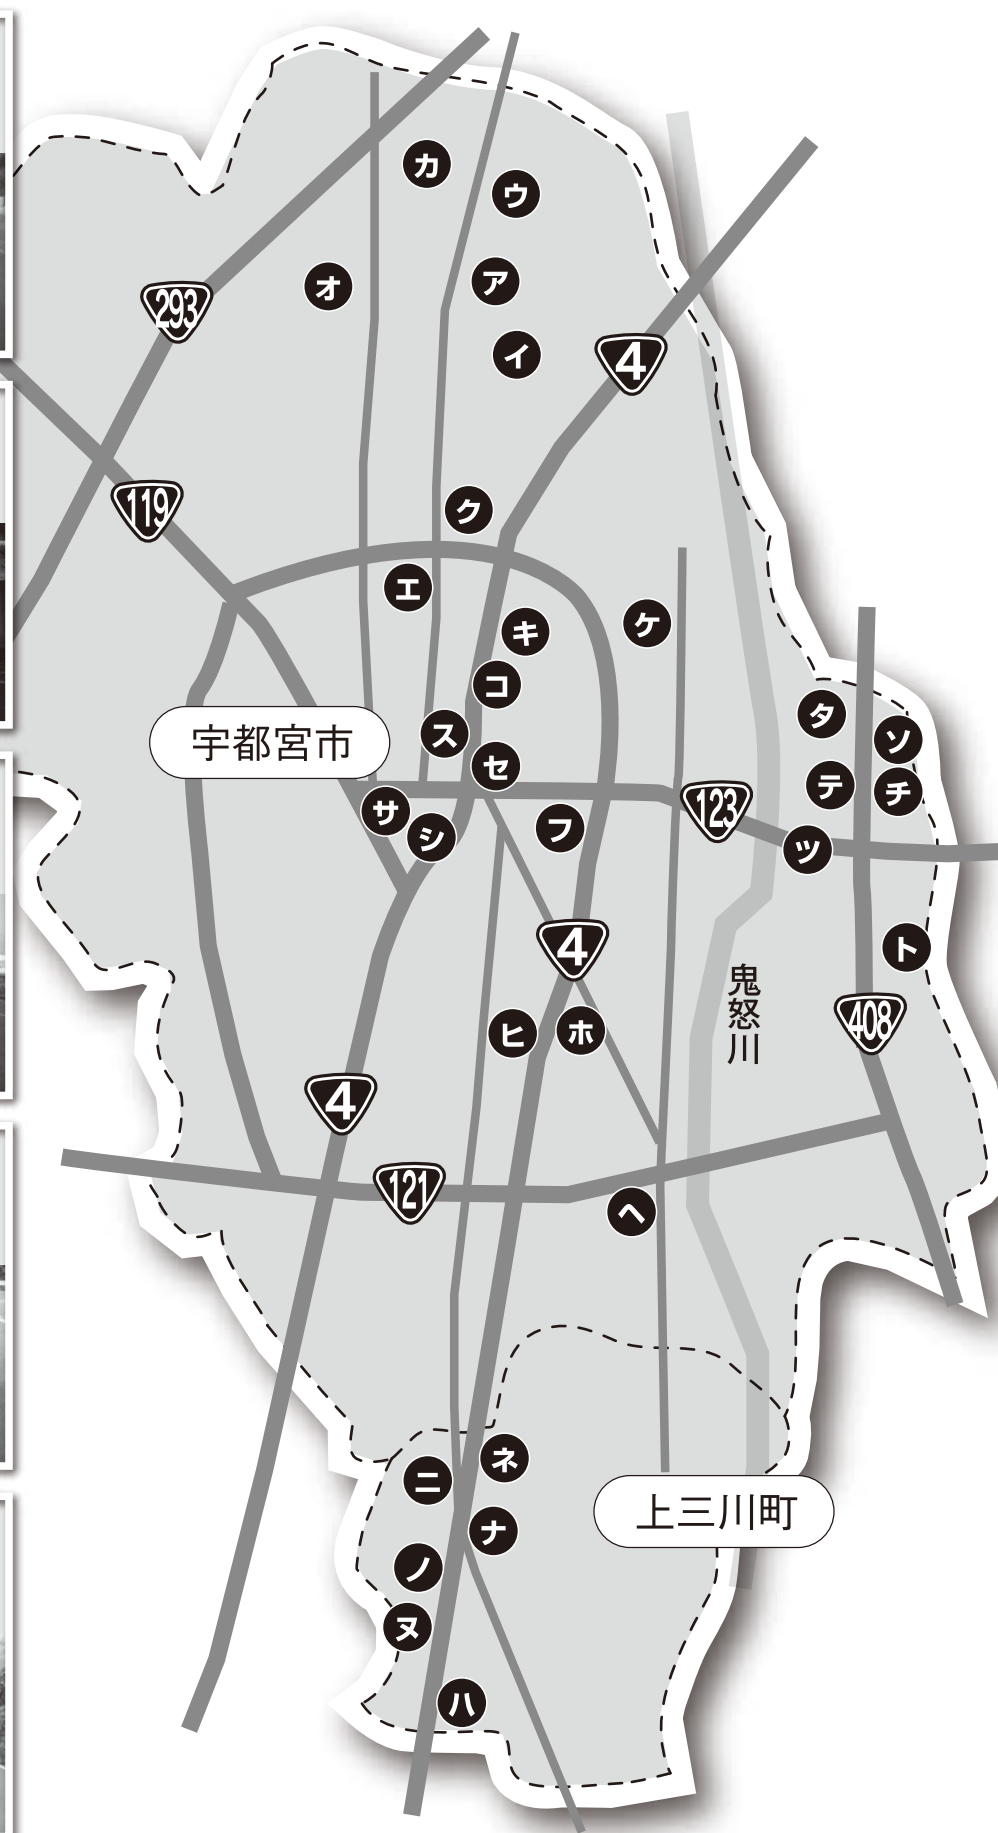 カ
ウ
オ
ア
293
イ
4
119
ク
エ
キ
ケ
コ
タ
ス
宇都宮市
ソ
セ
テ
チ
サ
123
シ
フ
ツ
4
ト
鬼怒川
408
ヒ
ホ
4
121
ヘ
ネ
ニ
上三川町
ナ
ノ
ヌ
ハ